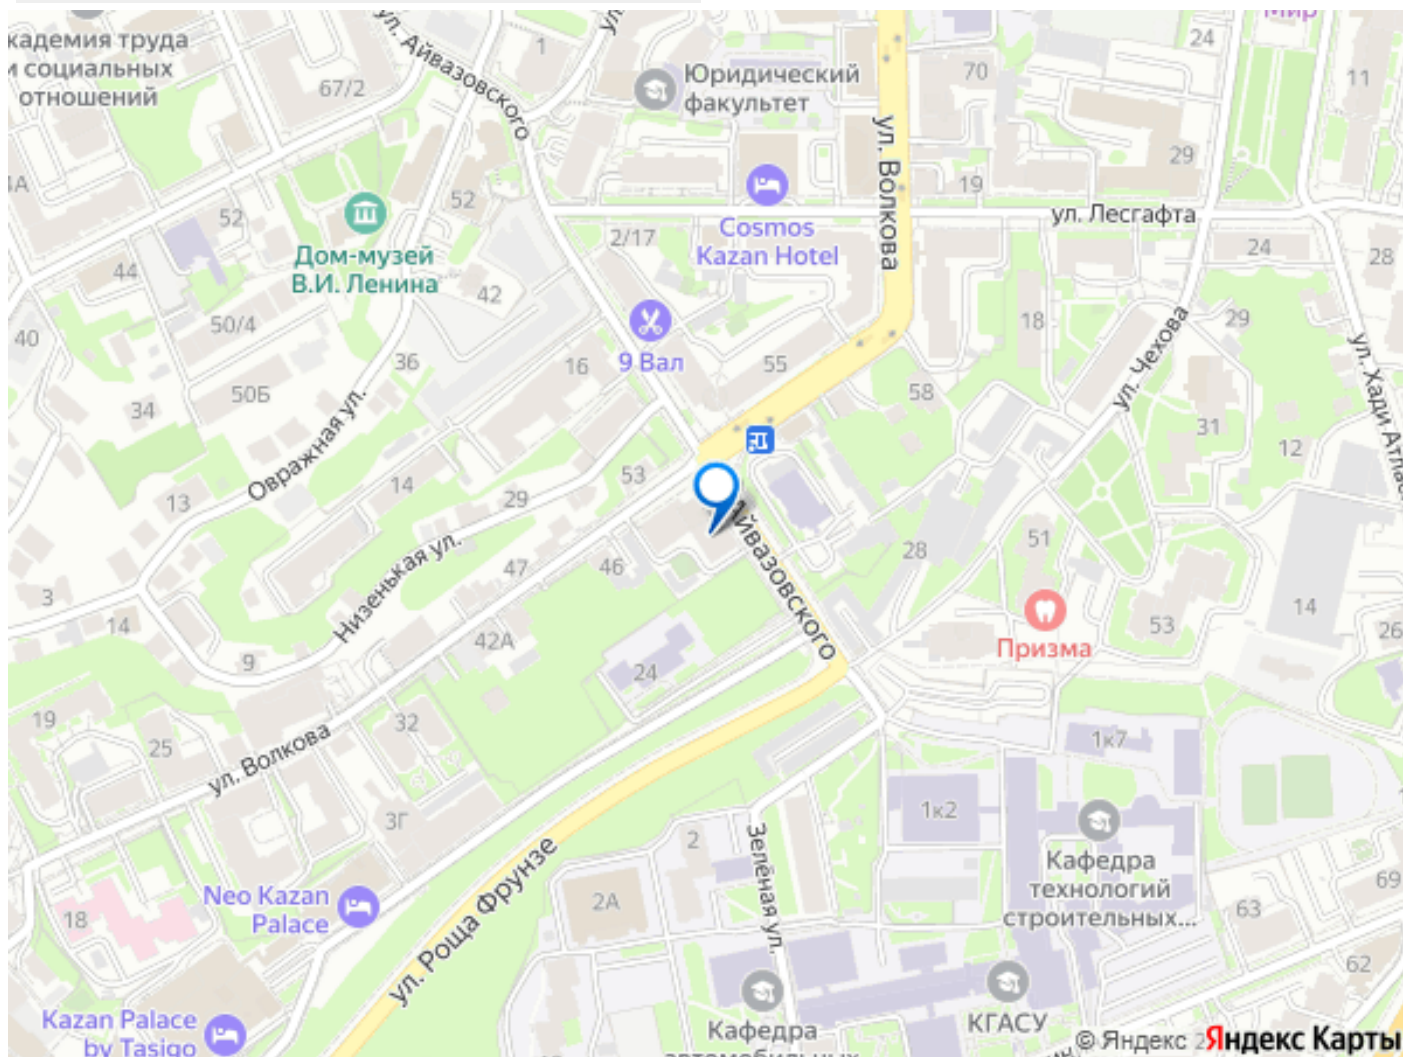 кадемия труда
и социальных
отношений
ул. Айвазовского
1
67/2
Юридический
факультет
ул. Волкова
70
24
Мир
11
29
19
ул. Лесгафта
52
52
Дом-музей
В.И. Ленина
44
42
2/17
Cosmos
Kazan Hotel
24
28
40
50/4
36
16
9 Вал
55
18
29
ул. Чехова
ул. Хади Атлас
34
50Б
58
31
12
Овражная ул.
13
14
29
53
Низенькая ул.
47
46
Айвазовского
28
51
14
3
14
9
42А
24
Призма
53
26
19
25
32
ул. Волкова
3Г
1к7
1к2
ул. Роща Фрунзе
Зелёная ул.
2
2А
Кафедра
технологий
строительных...
69
63
62
Neo Kazan
Palace
18
Kazan Palace
by Tasigo
Кафедра
автомобильных
КГАСУ
© Яндекс
Яндекс Карты